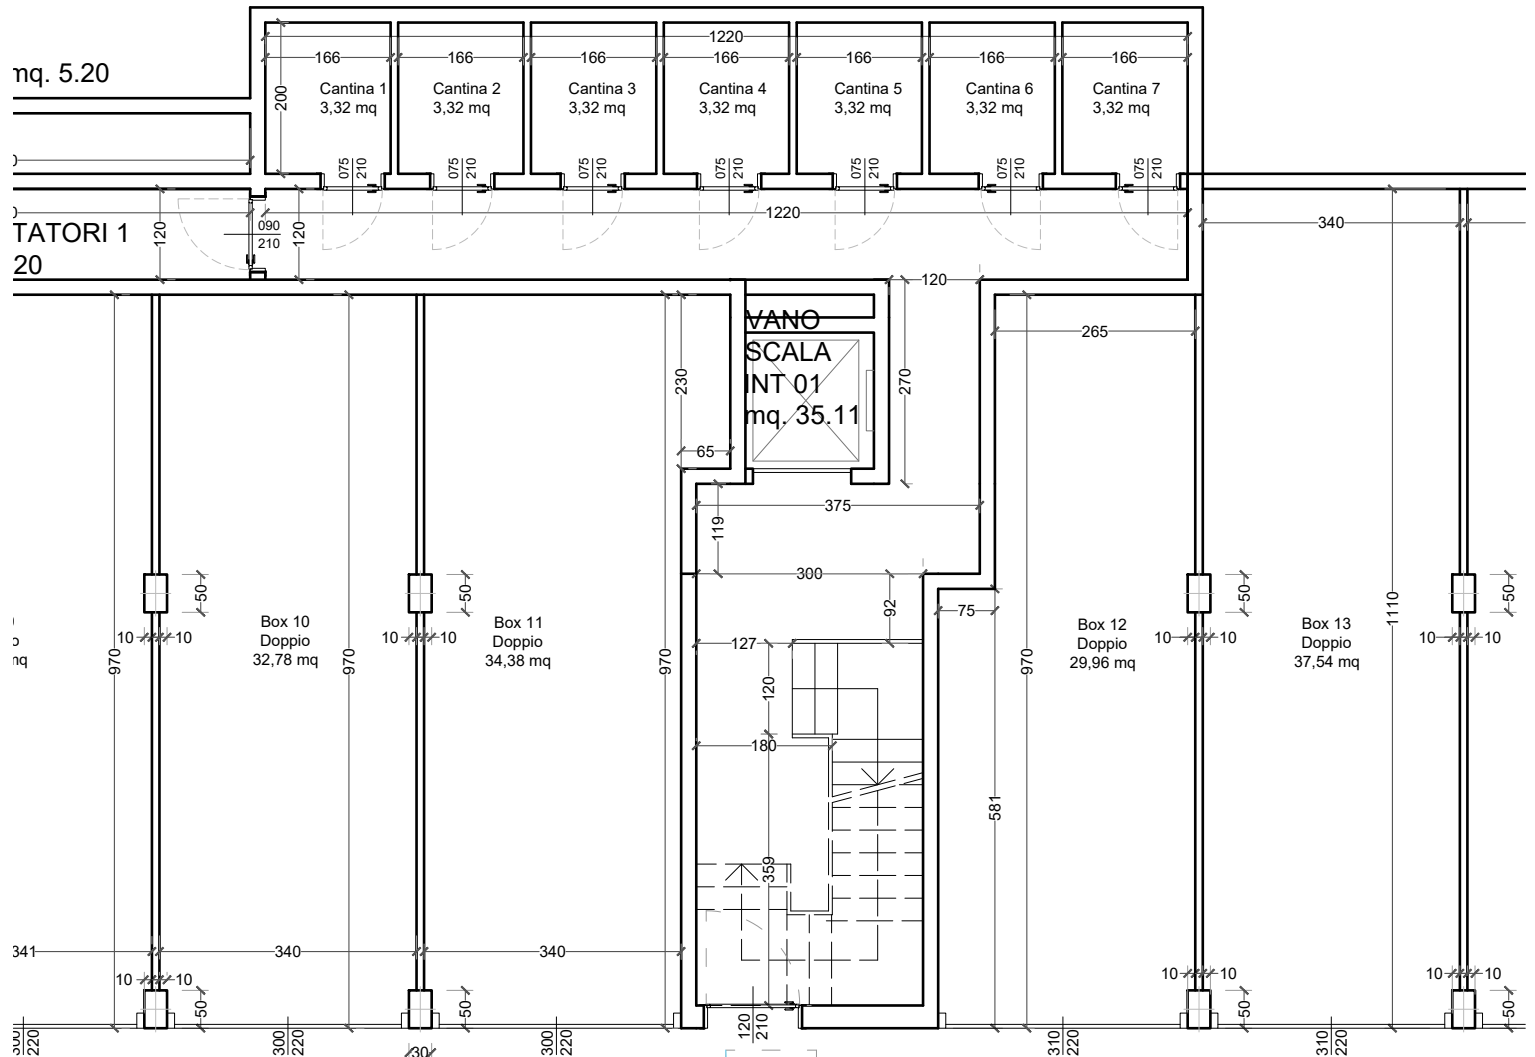 mq. 5.20
1220
166
166
166
166
166
166
166
200
Cantina 1
3,32 mq
Cantina 2
3,32 mq
Cantina 3
3,32 mq
Cantina 4
3,32 mq
Cantina 5
3,32 mq
Cantina 6
3,32 mq
Cantina 7
3,32 mq
075
210
075
210
075
210
075
210
075
210
075
210
075
210
TATORI 1
20
120
090
210
120
1220
340
120
265
VANO
SCALA
INT 01
mq. 35.11
230
270
65
375
119
300
92
75
1110
50
50
50
50
10
10
10
10
10
10
10
10
mq
970
Box 10
Doppio
32,78 mq
970
Box 11
Doppio
34,38 mq
970
127
120
180
359
581
970
Box 12
Doppio
29,96 mq
Box 13
Doppio
37,54 mq
341
340
340
10
10
50
50
10
10
50
10
10
50
300
220
300
220
30
300
220
120
210
310
220
310
220